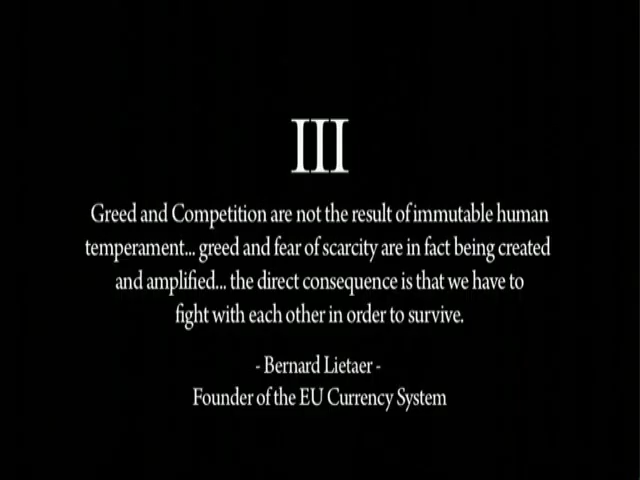 III
Greed and Competition are not the result of immutable human
temperament... greed and fear of scarcity are in fact being created
and amplified... the direct consequence is that we have to
fight with each other in order to survive.
- Bernard Lietaer -
Founder of the EU Currency System